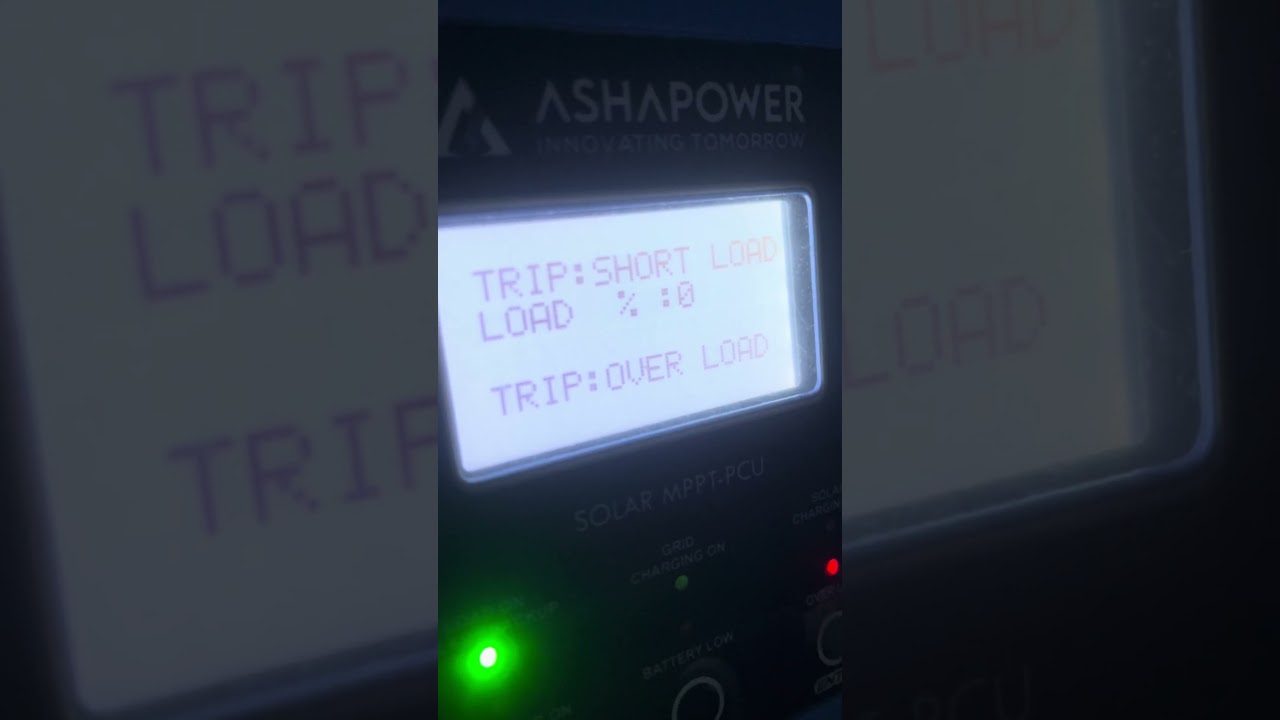 ASHAPOWER
INNOVATING TOMORROW
TRIP:SHORT LOAD
LOAD % :0
TRIP:OVER LOAD
SOLAR MPPT-PCU
GRID
CHARGING ON
BATTERY LOW